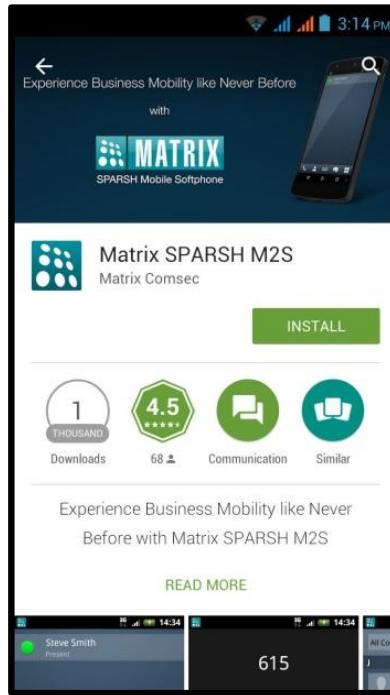 3:14 PM
Experience Business Mobility like Never Before
with
MATRIX
SPARSH Mobile Softphone
Matrix SPARSH M2S
Matrix Comsec
INSTALL
1
THOUSAND
Downloads
4.5
68
Communication
Similar
Experience Business Mobility like Never
Before with Matrix SPARSH M2S
READ MORE
14:34
Steve Smith
Present
14:34
615
All Co
J